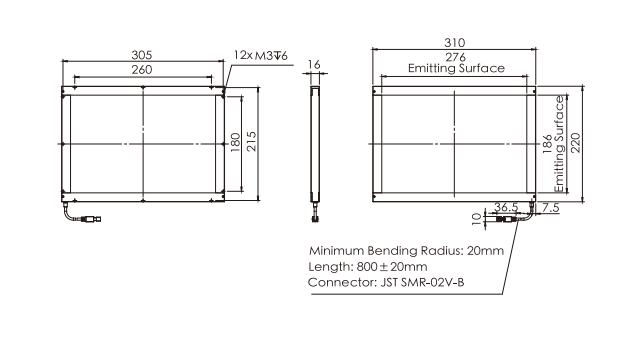 305
260
12x M3↧6
180
215
16
310
276
Emitting Surface
186
Emitting Surface
220
36.5
7.5
10
Minimum Bending Radius: 20mm
Length: 800±20mm
Connector: JST SMR-02V-B